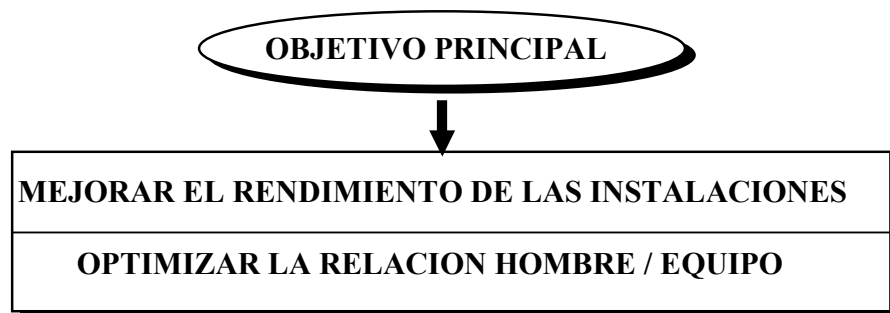 OBJETIVO PRINCIPAL
MEJORAR EL RENDIMIENTO DE LAS INSTALACIONES
OPTIMIZAR LA RELACION HOMBRE / EQUIPO